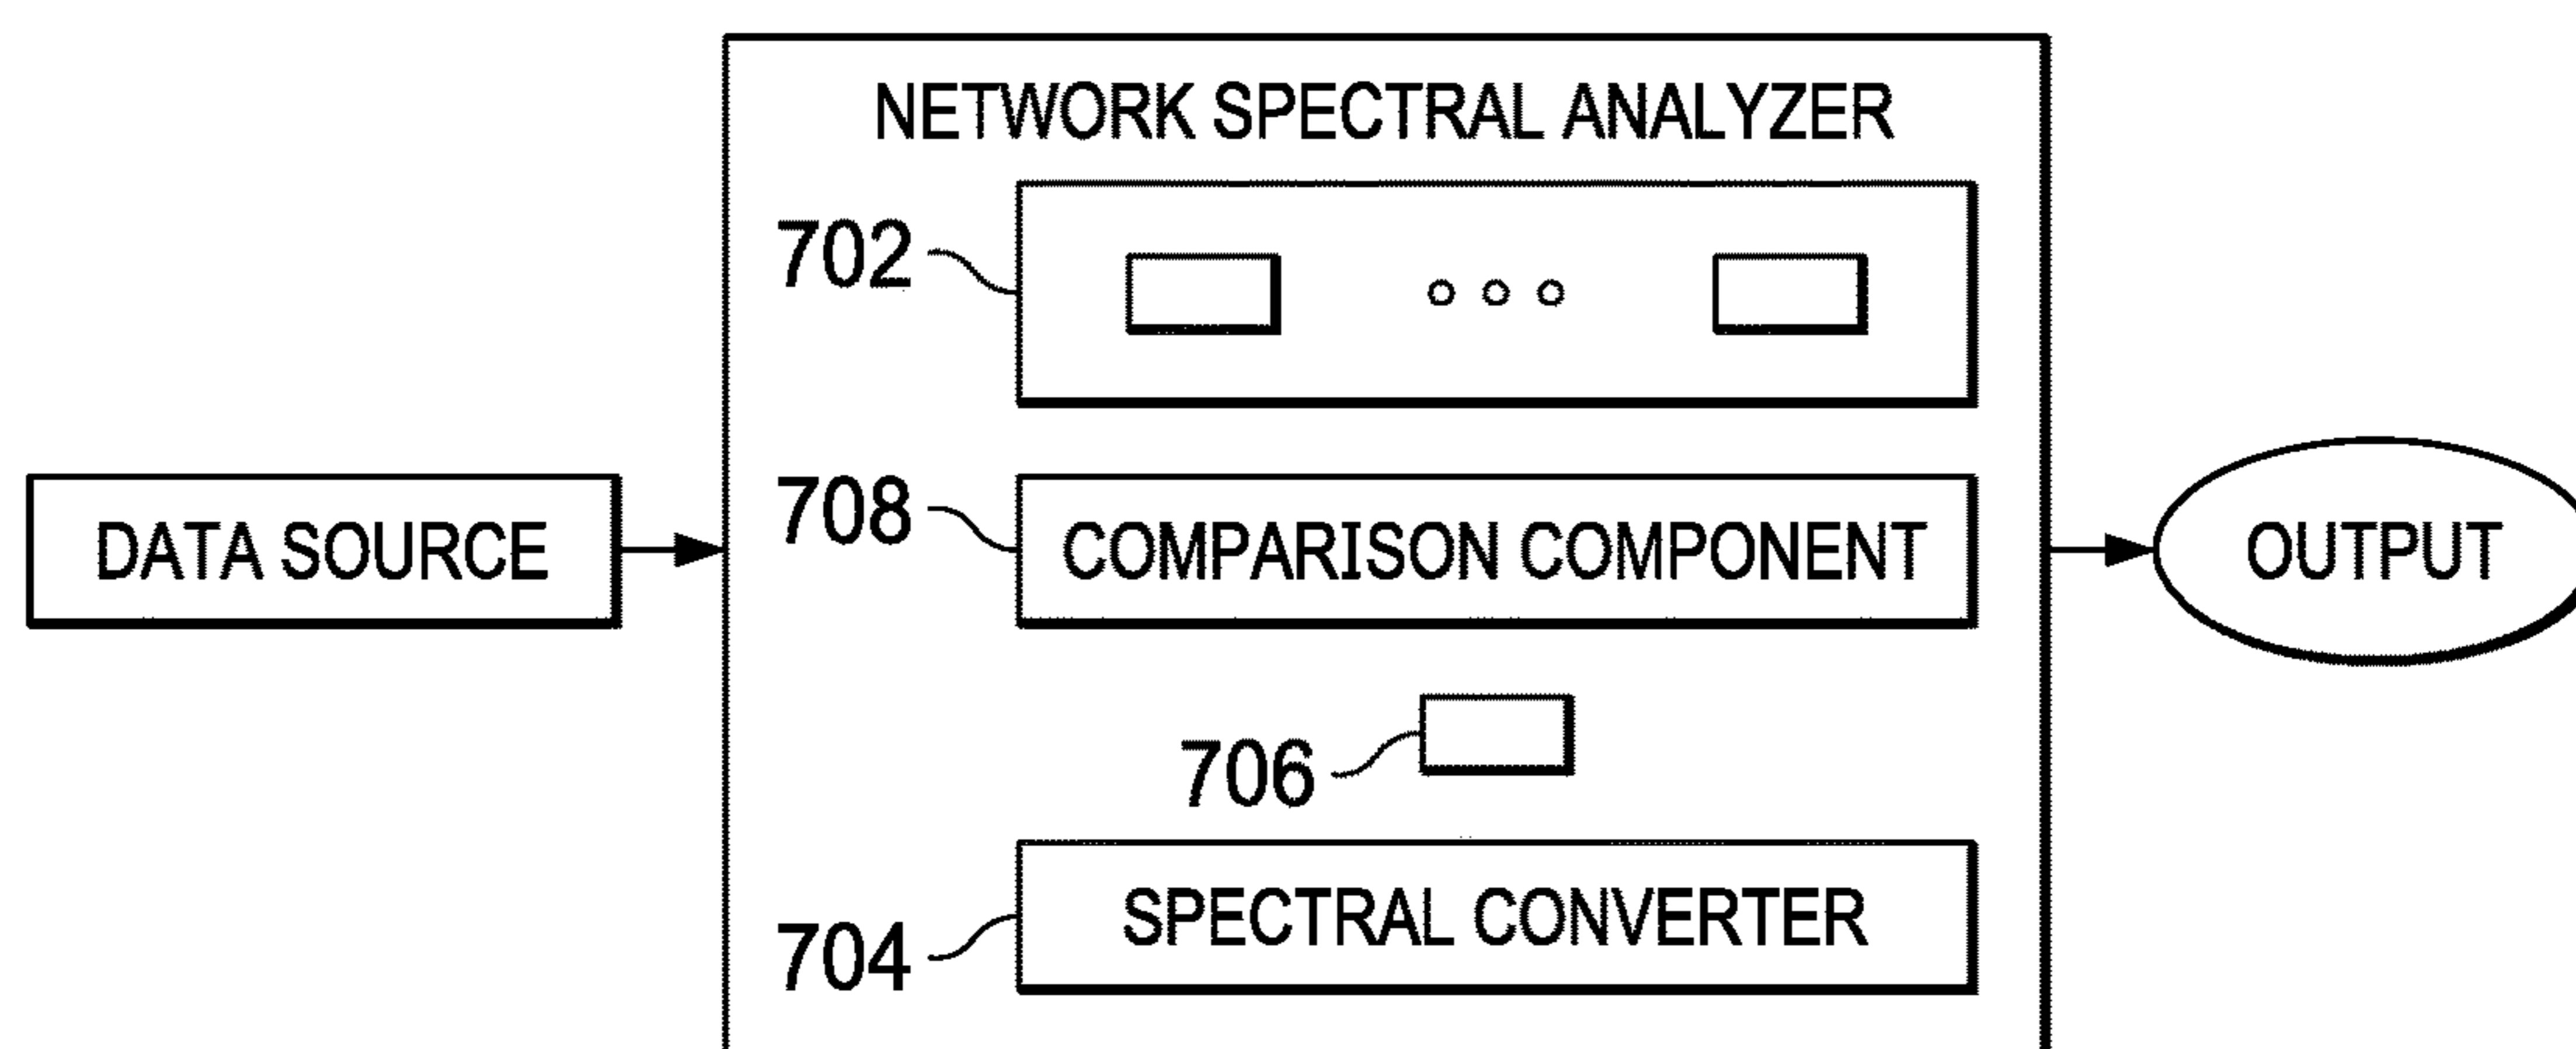 NETWORK SPECTRAL ANALYZER
702
DATA SOURCE
708
COMPARISON COMPONENT
OUTPUT
706
704
SPECTRAL CONVERTER